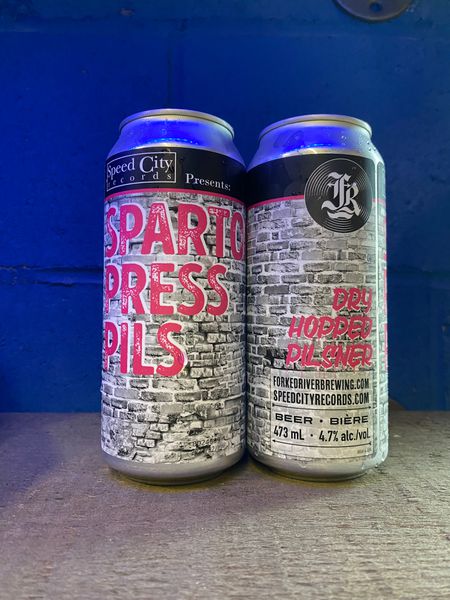 Speed City
records
Presents:
SPARTO
PRESS
PILS
FR
DRY
HOPPED
PILSNER
FORKEDRIVERBREWING.COM
SPEEDCITYRECORDS.COM
BEER • BIÈRE
473 mL • 4.7% alc./vol.